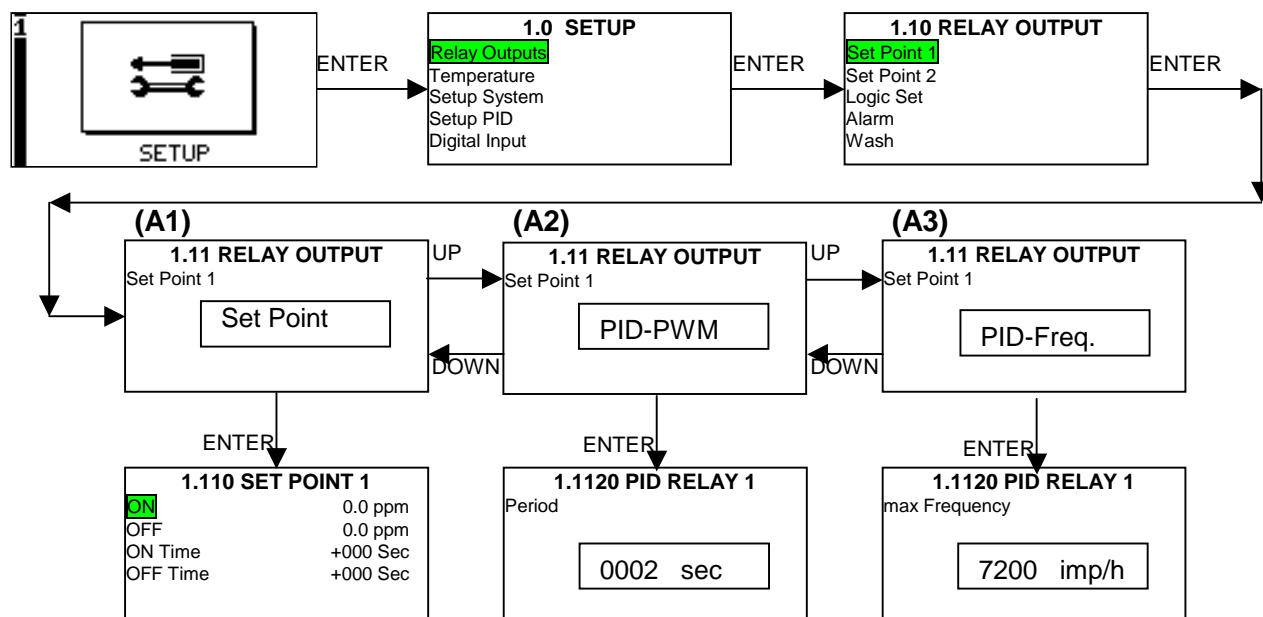 1
SETUP
ENTER
1.0 SETUP
Relay Outputs
Temperature
Setup System
Setup PID
Digital Input
ENTER
1.10 RELAY OUTPUT
Set Point 1
Set Point 2
Logic Set
Alarm
Wash
ENTER
(A1)
1.11 RELAY OUTPUT
Set Point 1
Set Point
UP
DOWN
(A2)
1.11 RELAY OUTPUT
Set Point 1
PID-PWM
UP
DOWN
(A3)
1.11 RELAY OUTPUT
Set Point 1
PID-Freq.
ENTER
1.110 SET POINT 1
ON 0.0 ppm
OFF 0.0 ppm
ON Time +000 Sec
OFF Time +000 Sec
ENTER
1.1120 PID RELAY 1
Period
0002 sec
ENTER
1.1120 PID RELAY 1
max Frequency
7200 imp/h